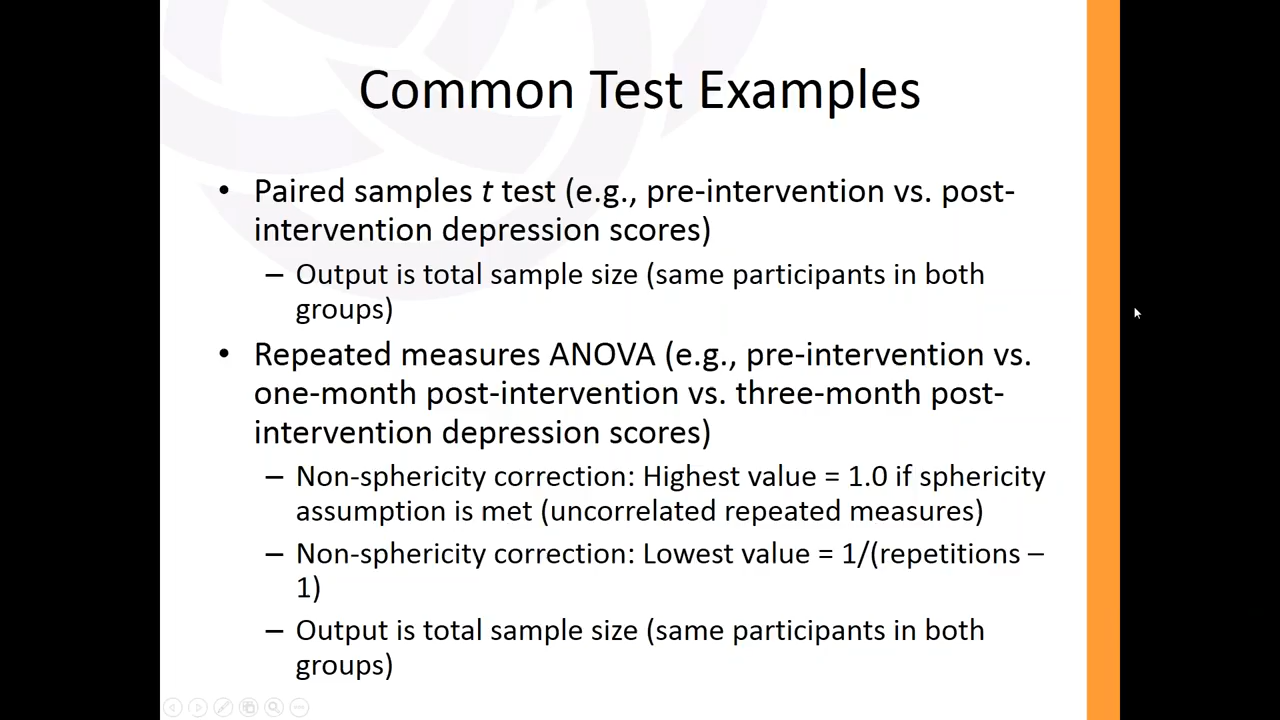 Common Test Examples
• Paired samples t test (e.g., pre-intervention vs. post-
intervention depression scores)
– Output is total sample size (same participants in both
groups)
• Repeated measures ANOVA (e.g., pre-intervention vs.
one-month post-intervention vs. three-month post-
intervention depression scores)
– Non-sphericity correction: Highest value = 1.0 if sphericity
assumption is met (uncorrelated repeated measures)
– Non-sphericity correction: Lowest value = 1/(repetitions –
1)
– Output is total sample size (same participants in both
groups)